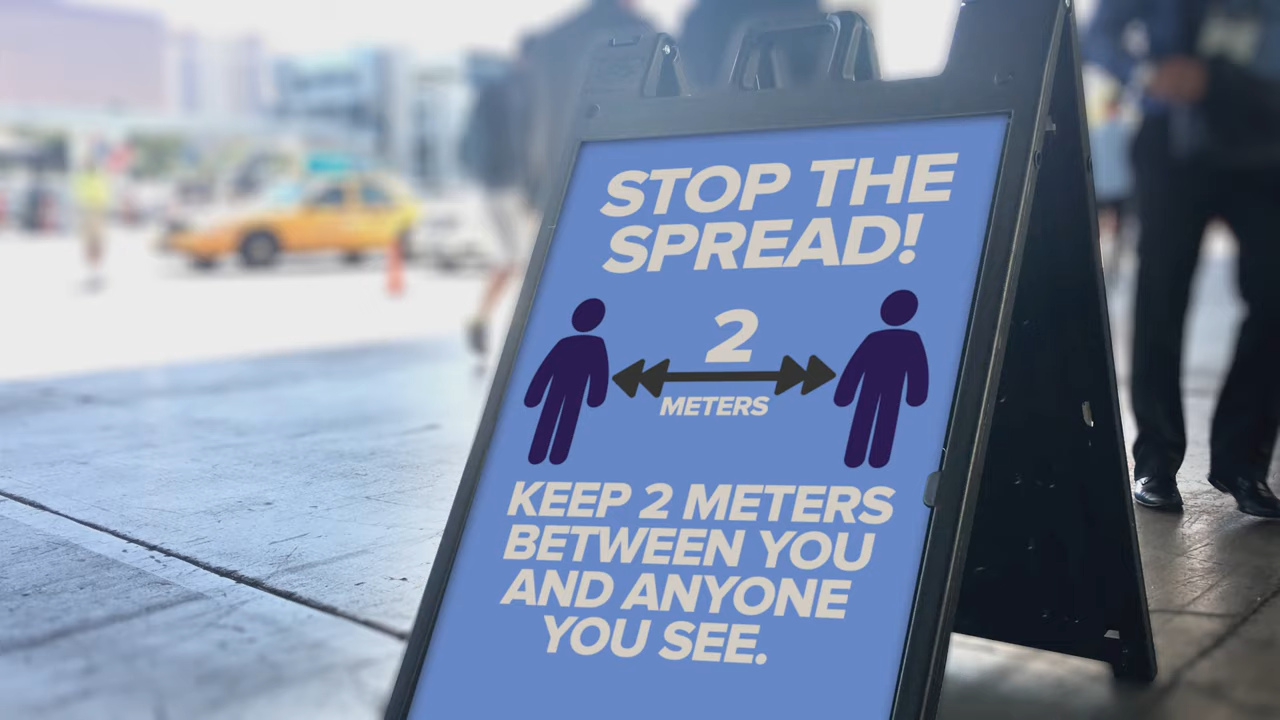 STOP THE
SPREAD!
2
METERS
KEEP 2 METERS
BETWEEN YOU
AND ANYONE
YOU SEE.